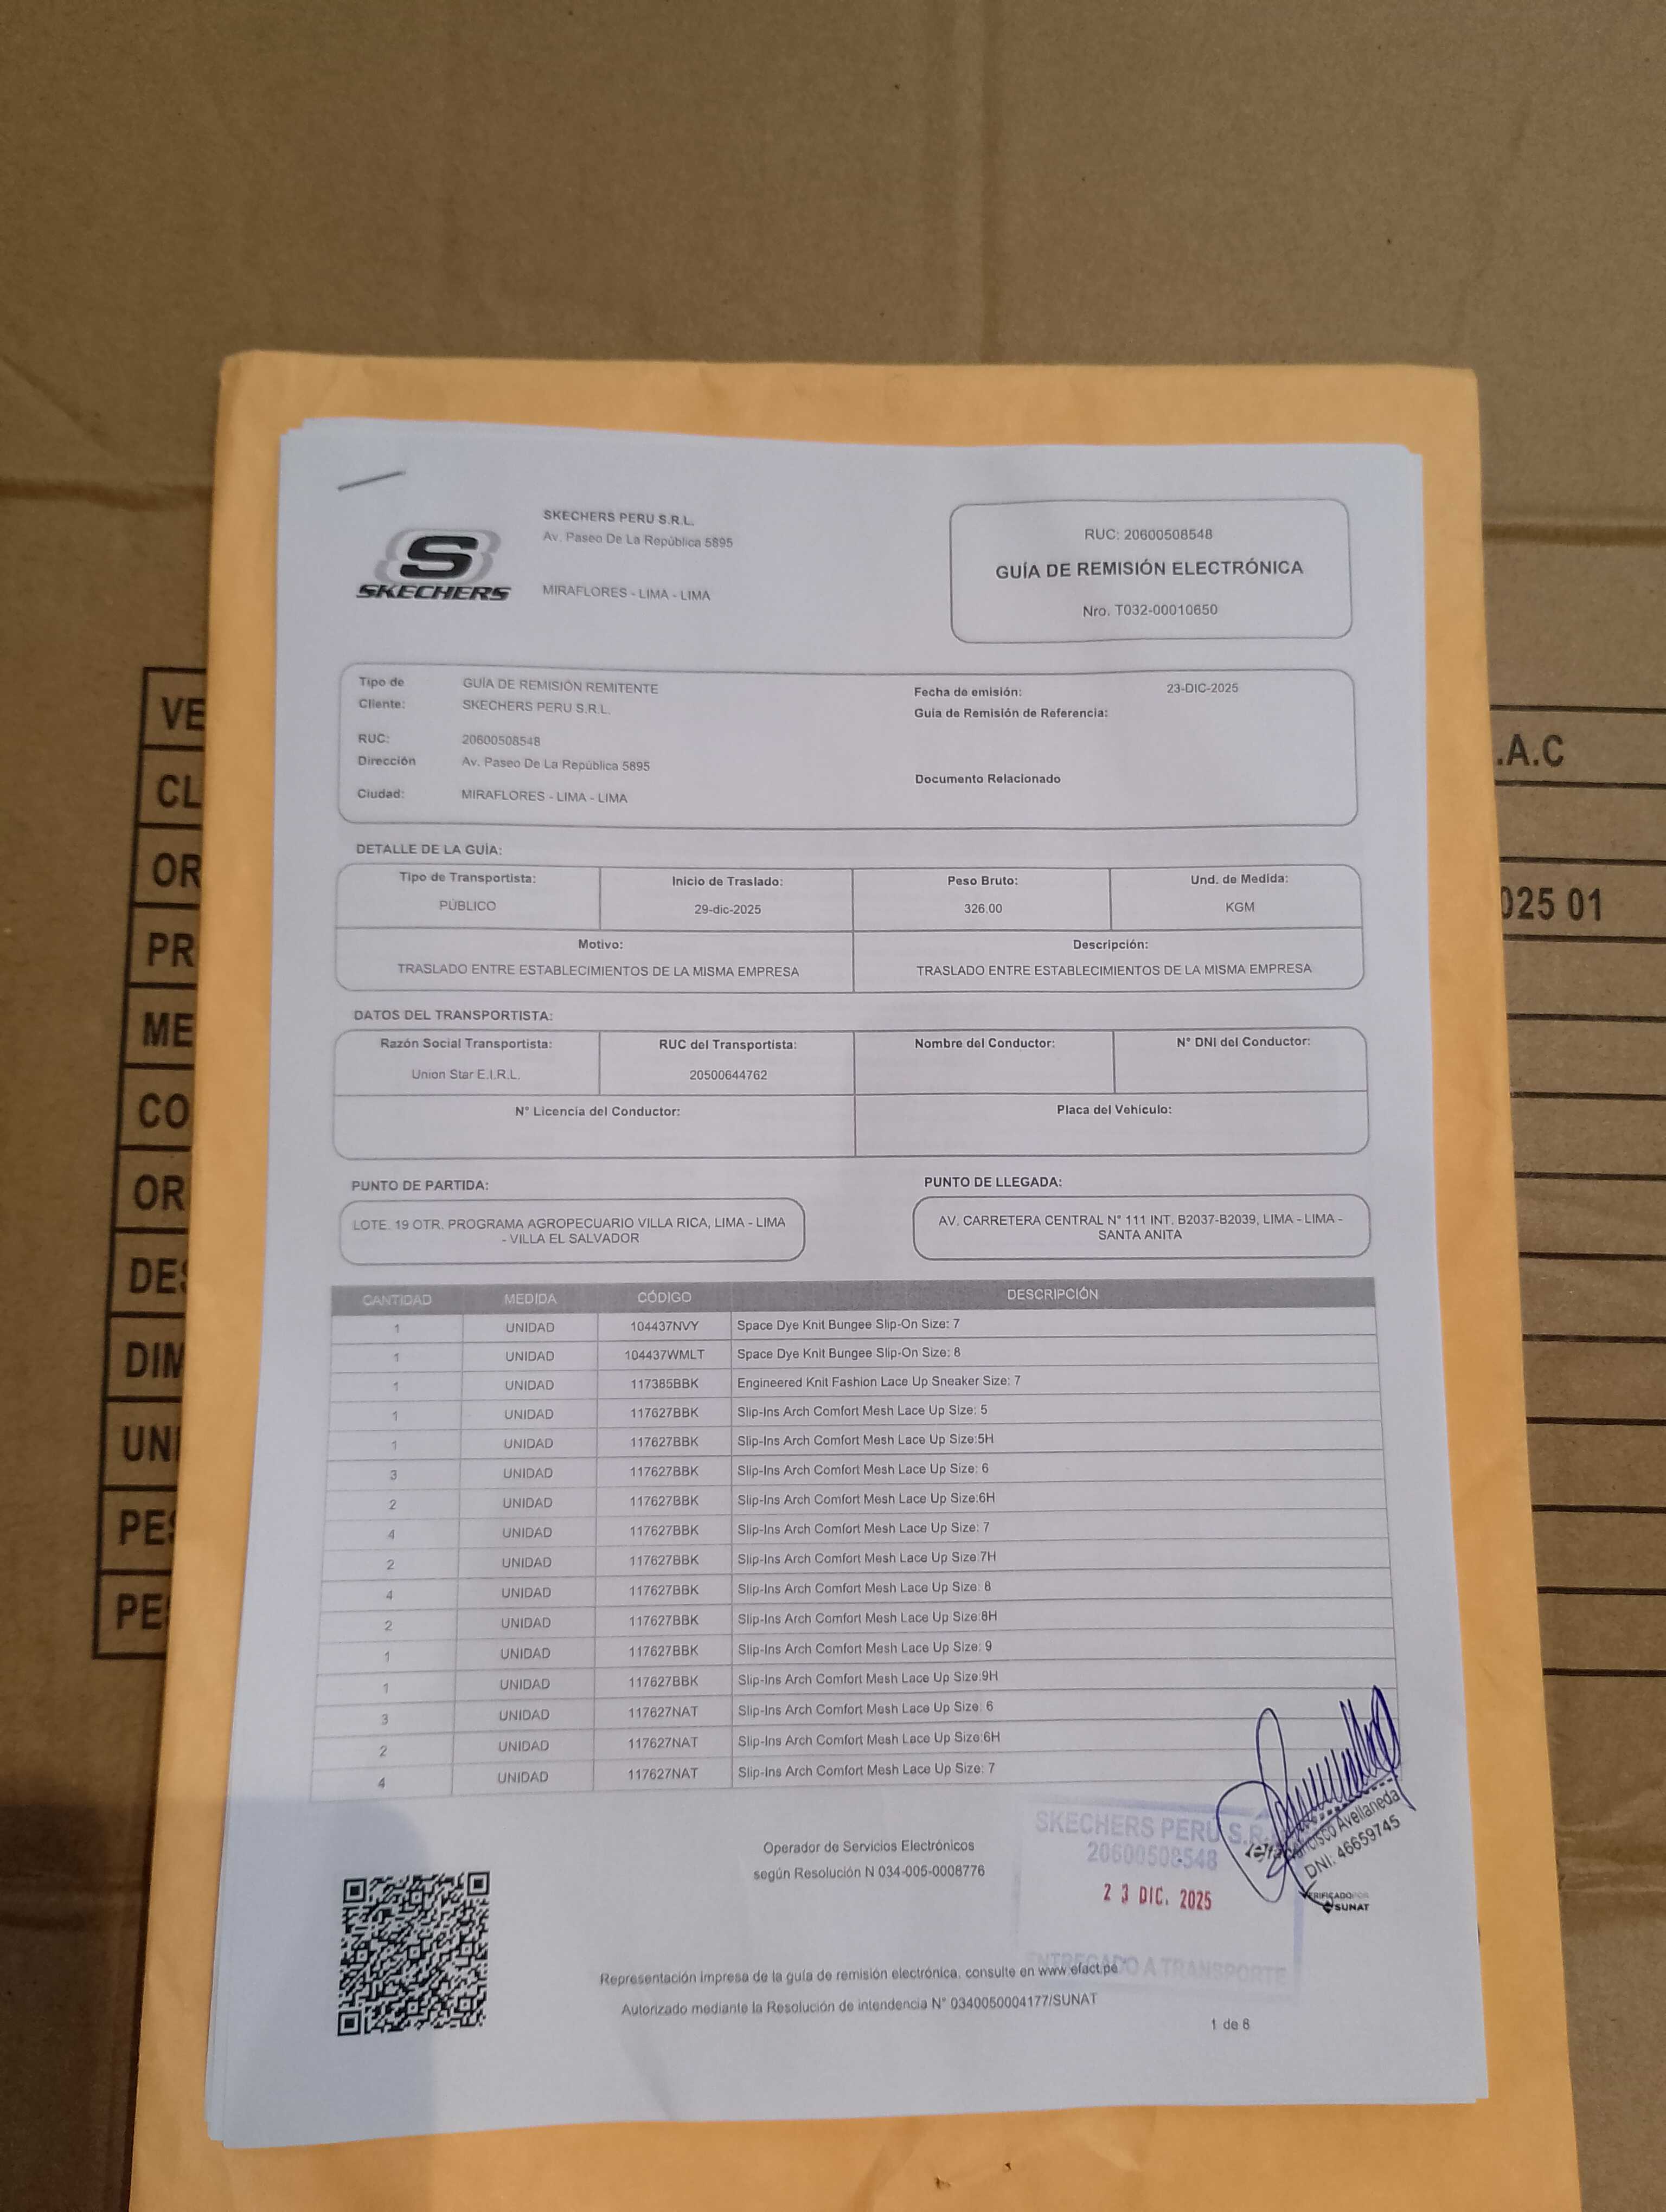 SKECHERS
SKECHERS PERU S.R.L.
Av. Paseo De La República 5895
MIRAFLORES - LIMA - LIMA
RUC: 20600508548
GUÍA DE REMISIÓN ELECTRÓNICA
Nro. T032-00010650
Tipo de GUÍA DE REMISIÓN REMITENTE
Cliente: SKECHERS PERU S.R.L.
RUC: 20600508548
Dirección Av. Paseo De La República 5895
Ciudad: MIRAFLORES - LIMA - LIMA
Fecha de emisión: 23-DIC-2025
Guía de Remisión de Referencia:
Documento Relacionado
DETALLE DE LA GUÍA:
Tipo de Transportista: Inicio de Traslado: Peso Bruto: Und. de Medida:
PÚBLICO 29-dic-2025 326.00 KGM
Motivo: Descripción:
TRASLADO ENTRE ESTABLECIMIENTOS DE LA MISMA EMPRESA TRASLADO ENTRE ESTABLECIMIENTOS DE LA MISMA EMPRESA
DATOS DEL TRANSPORTISTA:
Razón Social Transportista: RUC del Transportista: Nombre del Conductor: N° DNI del Conductor:
Union Star E.I.R.L. 20500644762
N° Licencia del Conductor: Placa del Vehículo:
PUNTO DE PARTIDA:
LOTE. 19 OTR. PROGRAMA AGROPECUARIO VILLA RICA, LIMA - LIMA
- VILLA EL SALVADOR
PUNTO DE LLEGADA:
AV. CARRETERA CENTRAL N° 111 INT. B2037-B2039, LIMA - LIMA -
SANTA ANITA
CANTIDAD MEDIDA CÓDIGO DESCRIPCIÓN
1 UNIDAD 104437NVY Space Dye Knit Bungee Slip-On Size: 7
1 UNIDAD 104437WMLT Space Dye Knit Bungee Slip-On Size: 8
1 UNIDAD 117385BBK Engineered Knit Fashion Lace Up Sneaker Size: 7
1 UNIDAD 117627BBK Slip-Ins Arch Comfort Mesh Lace Up Size: 5
1 UNIDAD 117627BBK Slip-Ins Arch Comfort Mesh Lace Up Size:5H
3 UNIDAD 117627BBK Slip-Ins Arch Comfort Mesh Lace Up Size: 6
2 UNIDAD 117627BBK Slip-Ins Arch Comfort Mesh Lace Up Size:6H
4 UNIDAD 117627BBK Slip-Ins Arch Comfort Mesh Lace Up Size: 7
2 UNIDAD 117627BBK Slip-Ins Arch Comfort Mesh Lace Up Size:7H
4 UNIDAD 117627BBK Slip-Ins Arch Comfort Mesh Lace Up Size: 8
2 UNIDAD 117627BBK Slip-Ins Arch Comfort Mesh Lace Up Size:8H
1 UNIDAD 117627BBK Slip-Ins Arch Comfort Mesh Lace Up Size: 9
1 UNIDAD 117627BBK Slip-Ins Arch Comfort Mesh Lace Up Size:9H
3 UNIDAD 117627NAT Slip-Ins Arch Comfort Mesh Lace Up Size: 6
2 UNIDAD 117627NAT Slip-Ins Arch Comfort Mesh Lace Up Size:6H
4 UNIDAD 117627NAT Slip-Ins Arch Comfort Mesh Lace Up Size: 7
Operador de Servicios Electrónicos
según Resolución N 034-005-0008776
SKECHERS PERU S.R.
20600508548
23 DIC. 2025
ENTREGADO A TRANSPORTE
Avellaneda
DNI: 46659745
VERIFICADO POR
SUNAT
Representación impresa de la guía de remisión electrónica, consulte en www.efact.pe
Autorizado mediante la Resolución de intendencia N° 0340050004177/SUNAT
1 de 8
VE
CL
OR
PR
ME
CO
OR
DES
DIM
UNI
PES
PES
.A.C
025 01